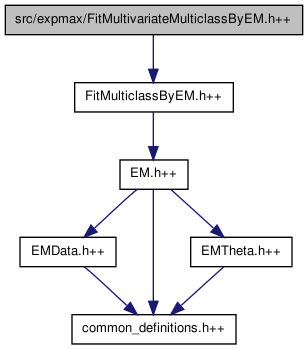 src/expmax/FitMultivariateMulticlassByEM.h++
FitMulticlassByEM.h++
EM.h++
EMData.h++
EMTheta.h++
common_definitions.h++